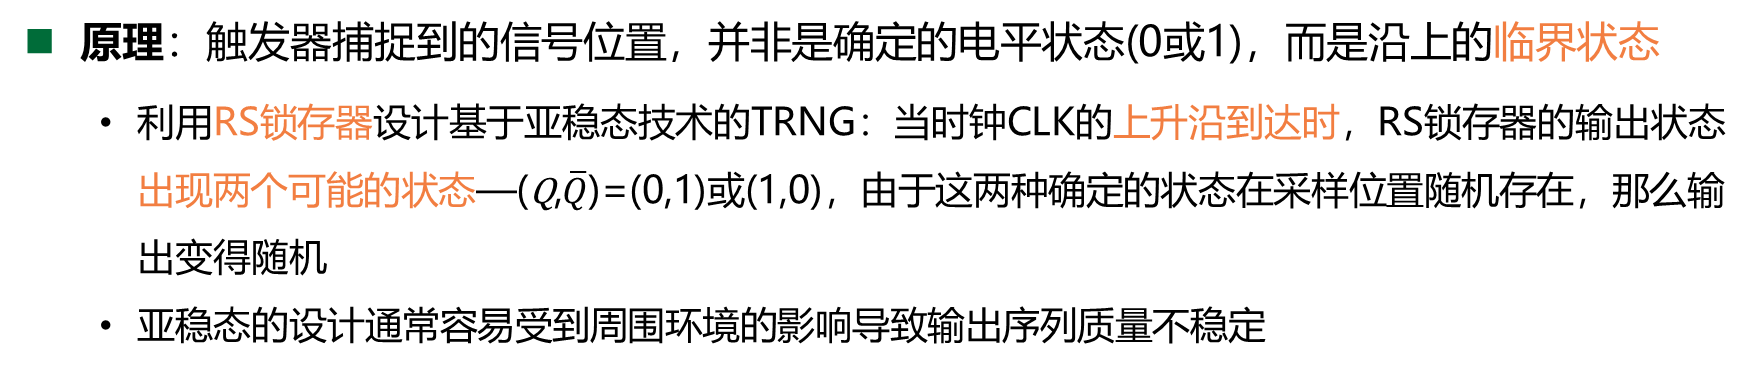 ■ 原理：触发器捕捉到的信号位置，并非是确定的电平状态(0或1)，而是沿上的临界状态
• 利用RS锁存器设计基于亚稳态技术的TRNG：当时钟CLK的上升沿到达时，RS锁存器的输出状态
出现两个可能的状态—(Q,Q̄)=(0,1)或(1,0)，由于这两种确定的状态在采样位置随机存在，那么输
出变得随机
• 亚稳态的设计通常容易受到周围环境的影响导致输出序列质量不稳定